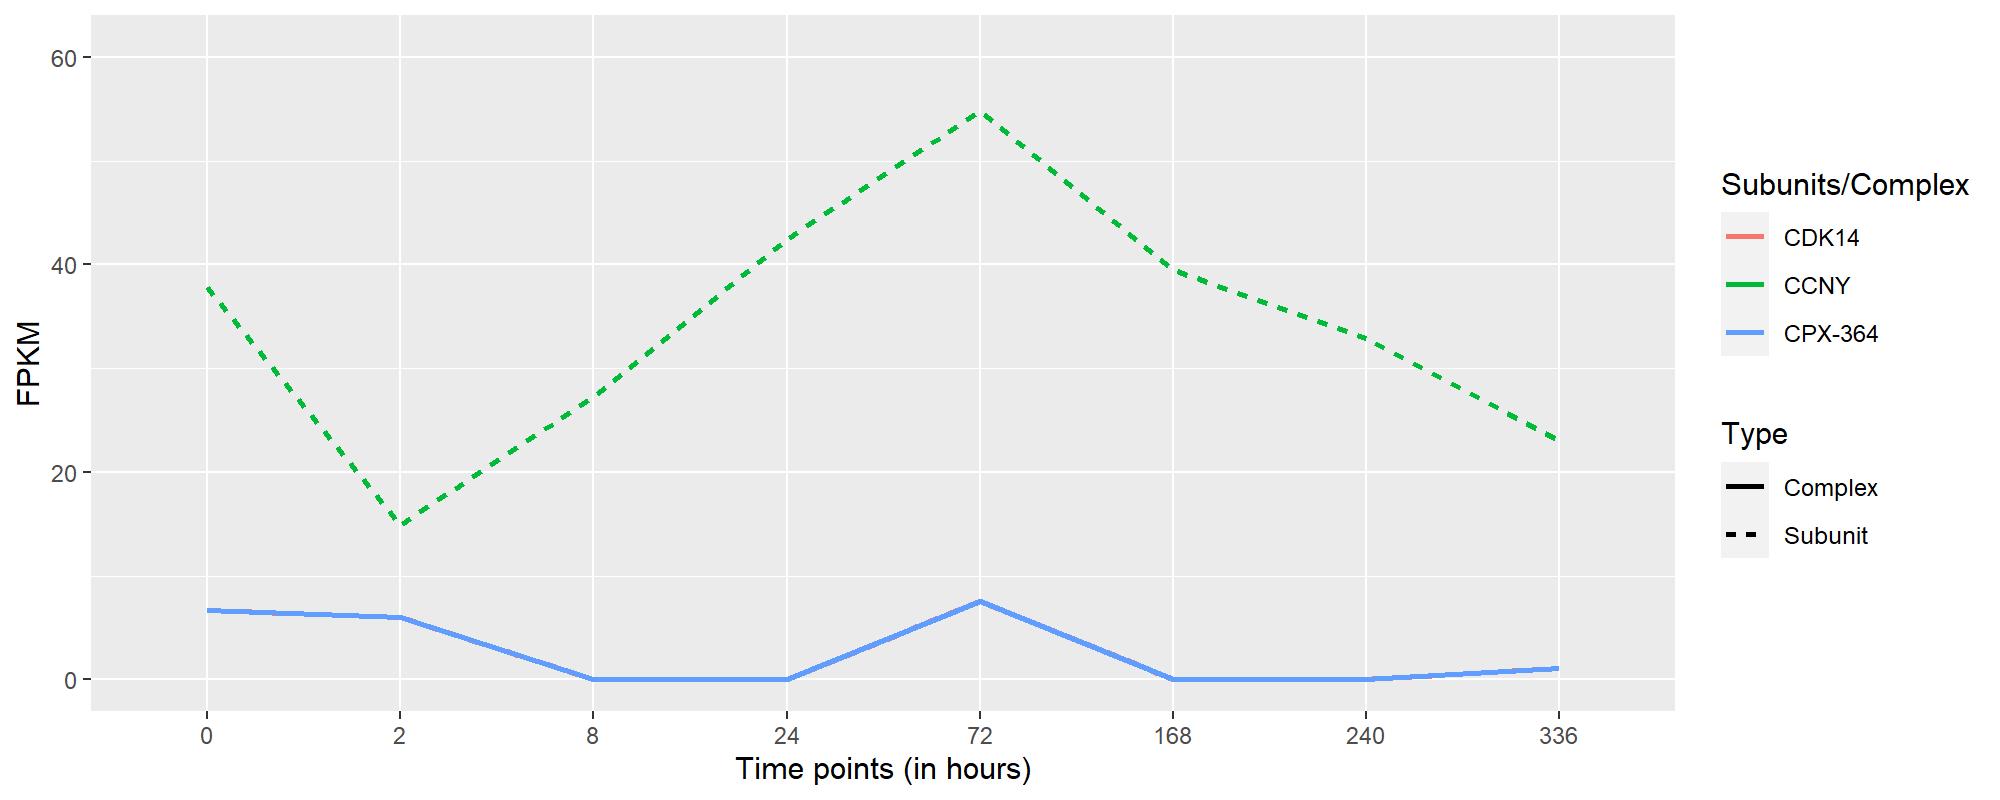 60
40
20
0
FPKM
0 2 8 24 72 168 240 336
Time points (in hours)
Subunits/Complex
CDK14
CCNY
CPX-364
Type
Complex
Subunit